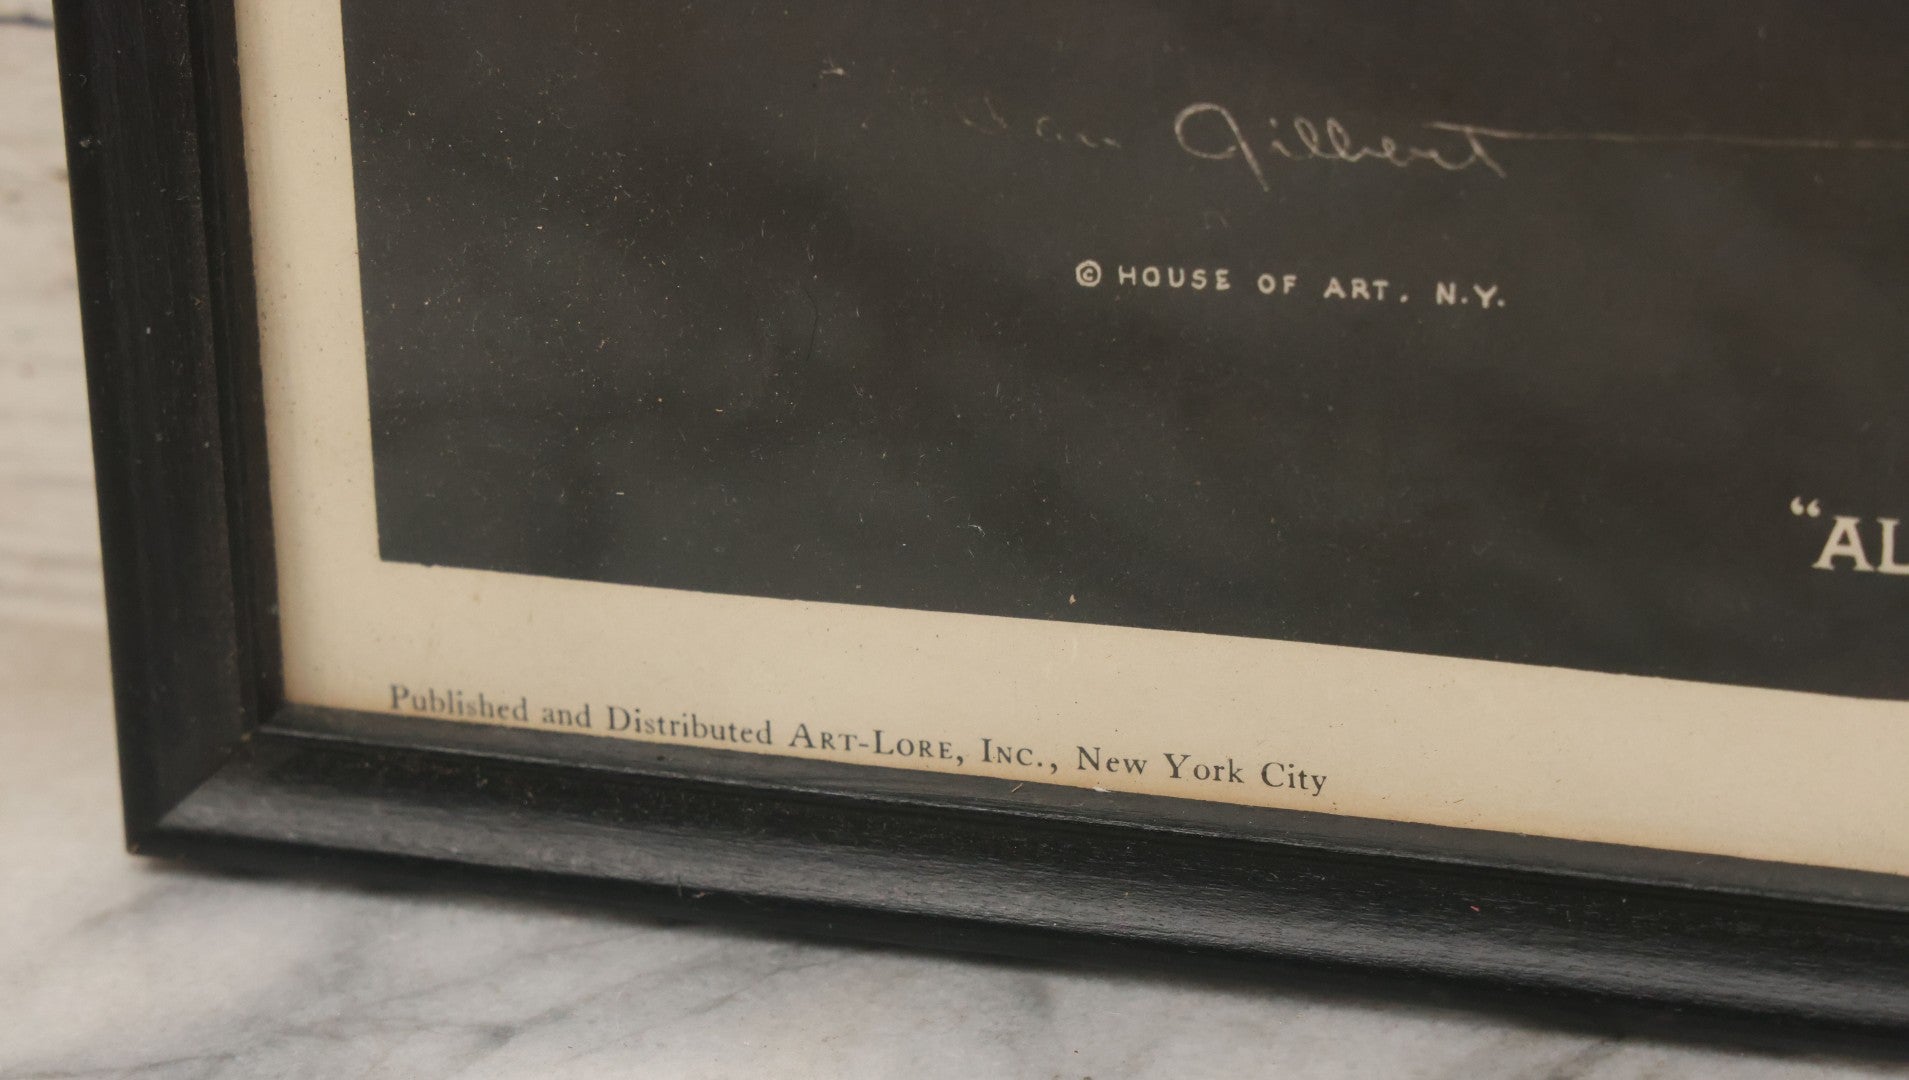 Gilbert
© HOUSE OF ART. N.Y.
"AL
Published and Distributed ART-LORE, INC., New York City